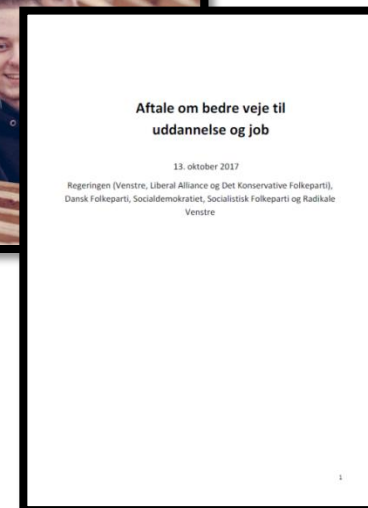 Aftale om bedre veje til
uddannelse og job
13. oktober 2017
Regeringen (Venstre, Liberal Alliance og Det Konservative Folkeparti),
Dansk Folkeparti, Socialdemokratiet, Socialistisk Folkeparti og Radikale
Venstre
1